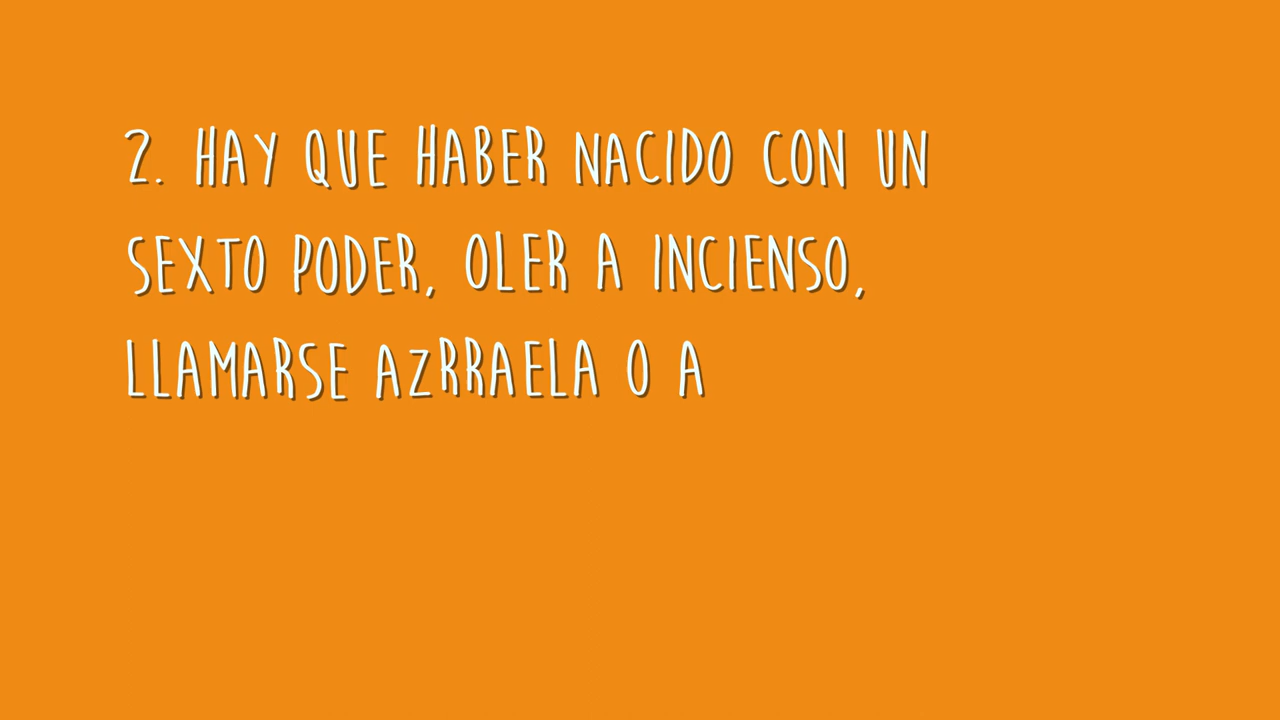 2. HAY QUE HABER NACIDO CON UN
SEXTO PODER, OLER A INCIENSO,
LLAMARSE AZRRAELA O A